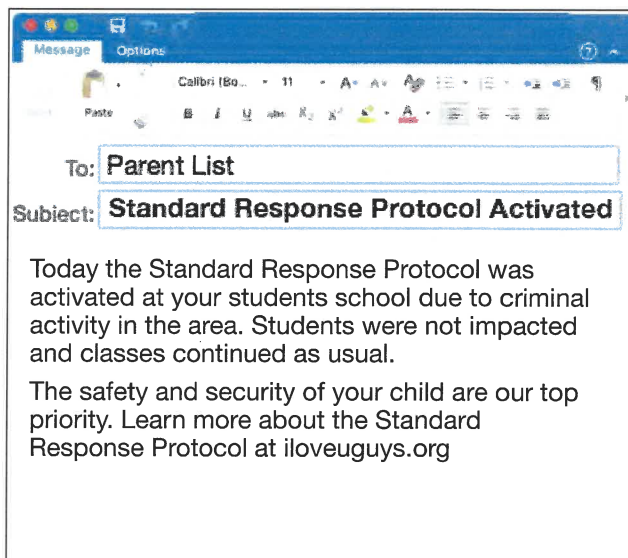 Message Options
Calibri (Bo... 11 A A
Paste B I U abc X₂ X² A
To: Parent List
Subject: Standard Response Protocol Activated
Today the Standard Response Protocol was
activated at your students school due to criminal
activity in the area. Students were not impacted
and classes continued as usual.
The safety and security of your child are our top
priority. Learn more about the Standard
Response Protocol at iloveuguys.org